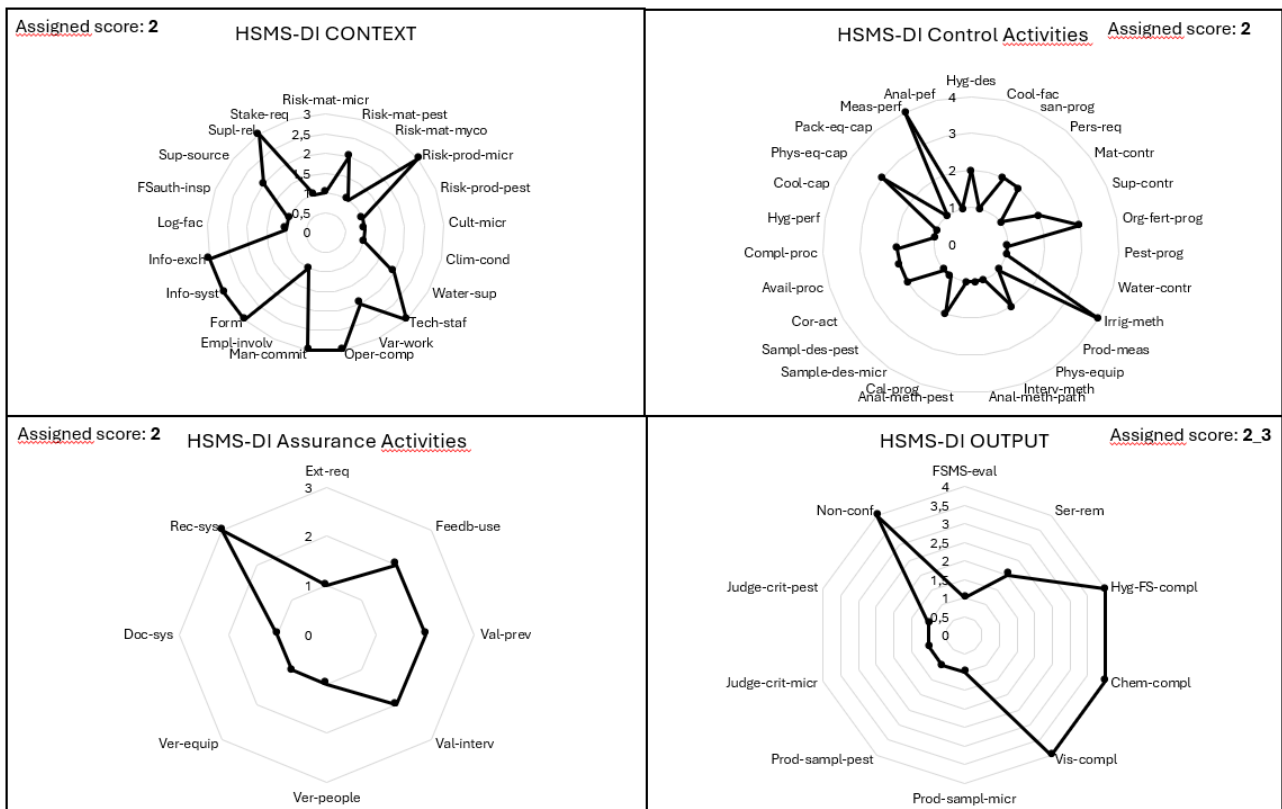 Assigned score: 2
HSMS-DI CONTEXT
Risk-mat-micr
Stake-req
Risk-mat-pest
Supl-rel
Risk-mat-myco
Sup-source
Risk-prod-micr
FSauth-insp
Risk-prod-pest
Log-fac
Cult-micr
Info-exch
Clim-cond
Info-syst
Water-sup
Form
Tech-staf
Empl-involv
Var-work
Man-commit
Oper-comp
3
2,5
2
1,5
1
0,5
0
HSMS-DI Control Activities
Assigned score: 2
Hyg-des
Anal-pef
Cool-fac
Meas-perf
san-prog
Pack-eq-cap
Pers-req
Phys-eq-cap
Mat-contr
Cool-cap
Sup-contr
Hyg-perf
Org-fert-prog
Compl-proc
Pest-prog
Avail-proc
Water-contr
Cor-act
Irrig-meth
Sampl-des-pest
Prod-meas
Sample-des-micr
Phys-equip
Cal-prog
Interv-meth
Anal-meth-pest
Anal-meth-path
4
3
2
1
0
Assigned score: 2
HSMS-DI Assurance Activities
Ext-req
Rec-sys
Feedb-use
Doc-sys
Val-prev
Ver-equip
Val-interv
Ver-people
3
2
1
0
HSMS-DI OUTPUT
Assigned score: 2_3
FSMS-eval
Non-conf
Ser-rem
Judge-crit-pest
Hyg-FS-compl
Judge-crit-micr
Chem-compl
Prod-sampl-pest
Vis-compl
Prod-sampl-micr
4
3,5
3
2,5
2
1,5
1
0,5
0